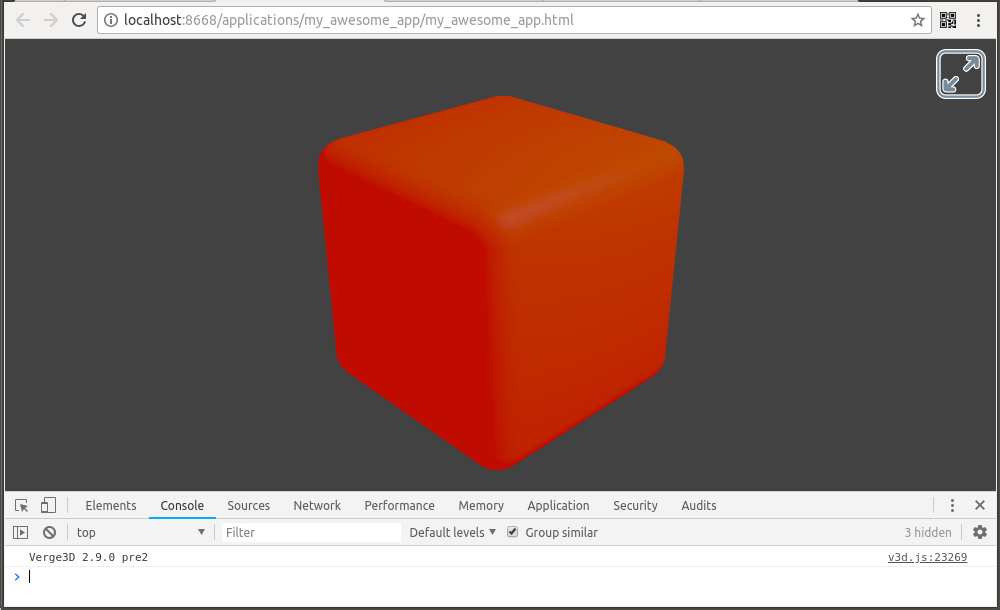 localhost:8668/applications/my_awesome_app/my_awesome_app.html
Elements Console Sources Network Performance Memory Application Security Audits
top Filter Default levels Group similar 3 hidden
Verge3D 2.9.0 pre2 v3d.js:23269